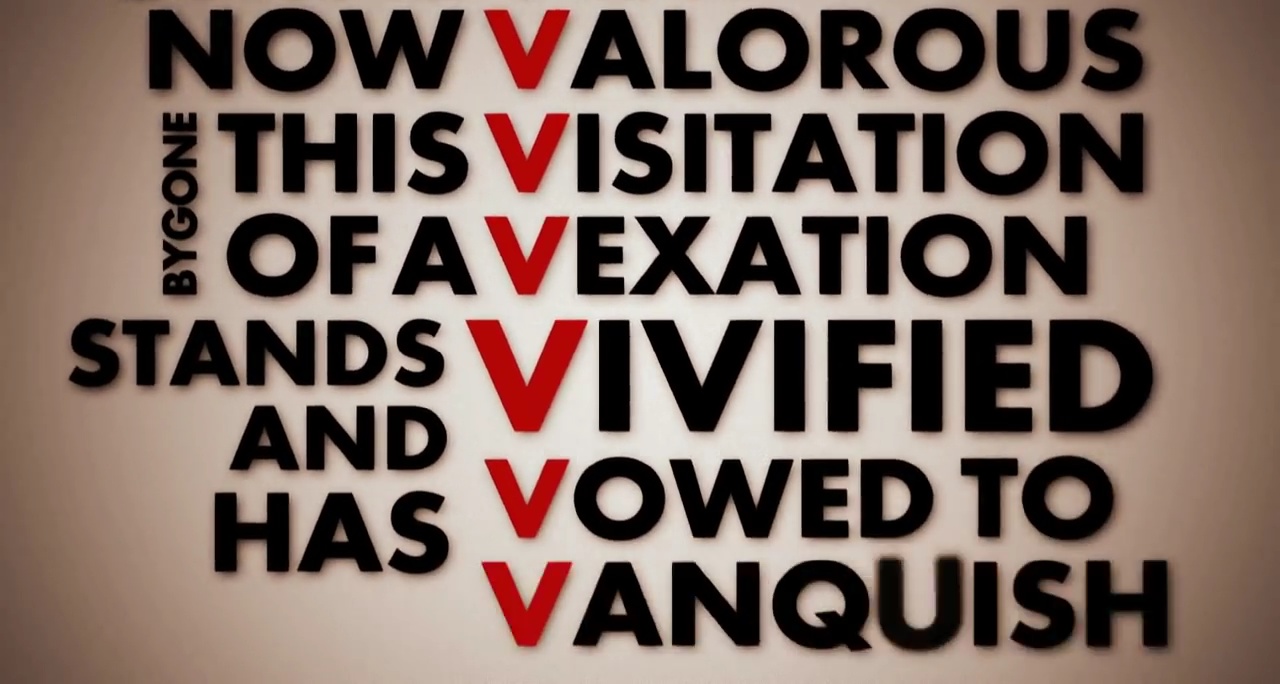 NOW VALOROUS
THIS VISITATION
OF A BYGONE VEXATION
STANDS VIVIFIED
AND
HAS VOWED TO
VANQUISH